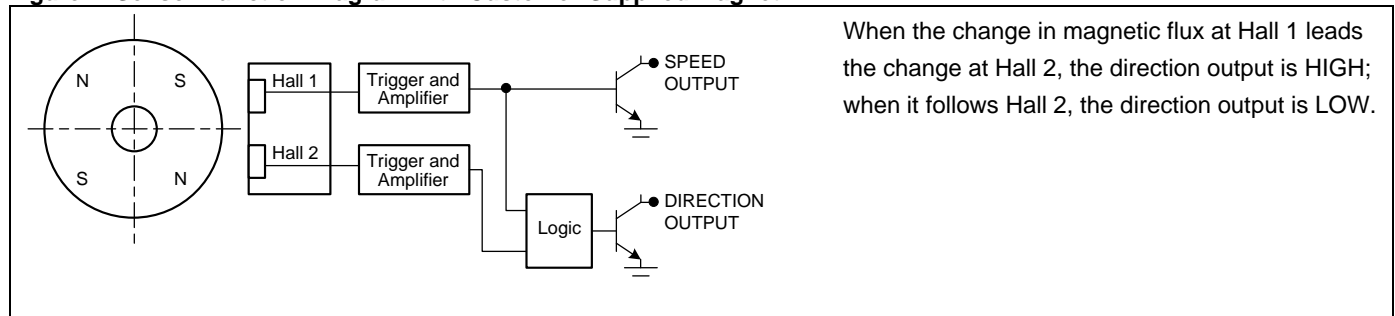 When the change in magnetic flux at Hall 1 leads
the change at Hall 2, the direction output is HIGH;
when it follows Hall 2, the direction output is LOW.
N
S
S
N
Hall 1
Hall 2
Trigger and
Amplifier
Trigger and
Amplifier
Logic
SPEED
OUTPUT
DIRECTION
OUTPUT